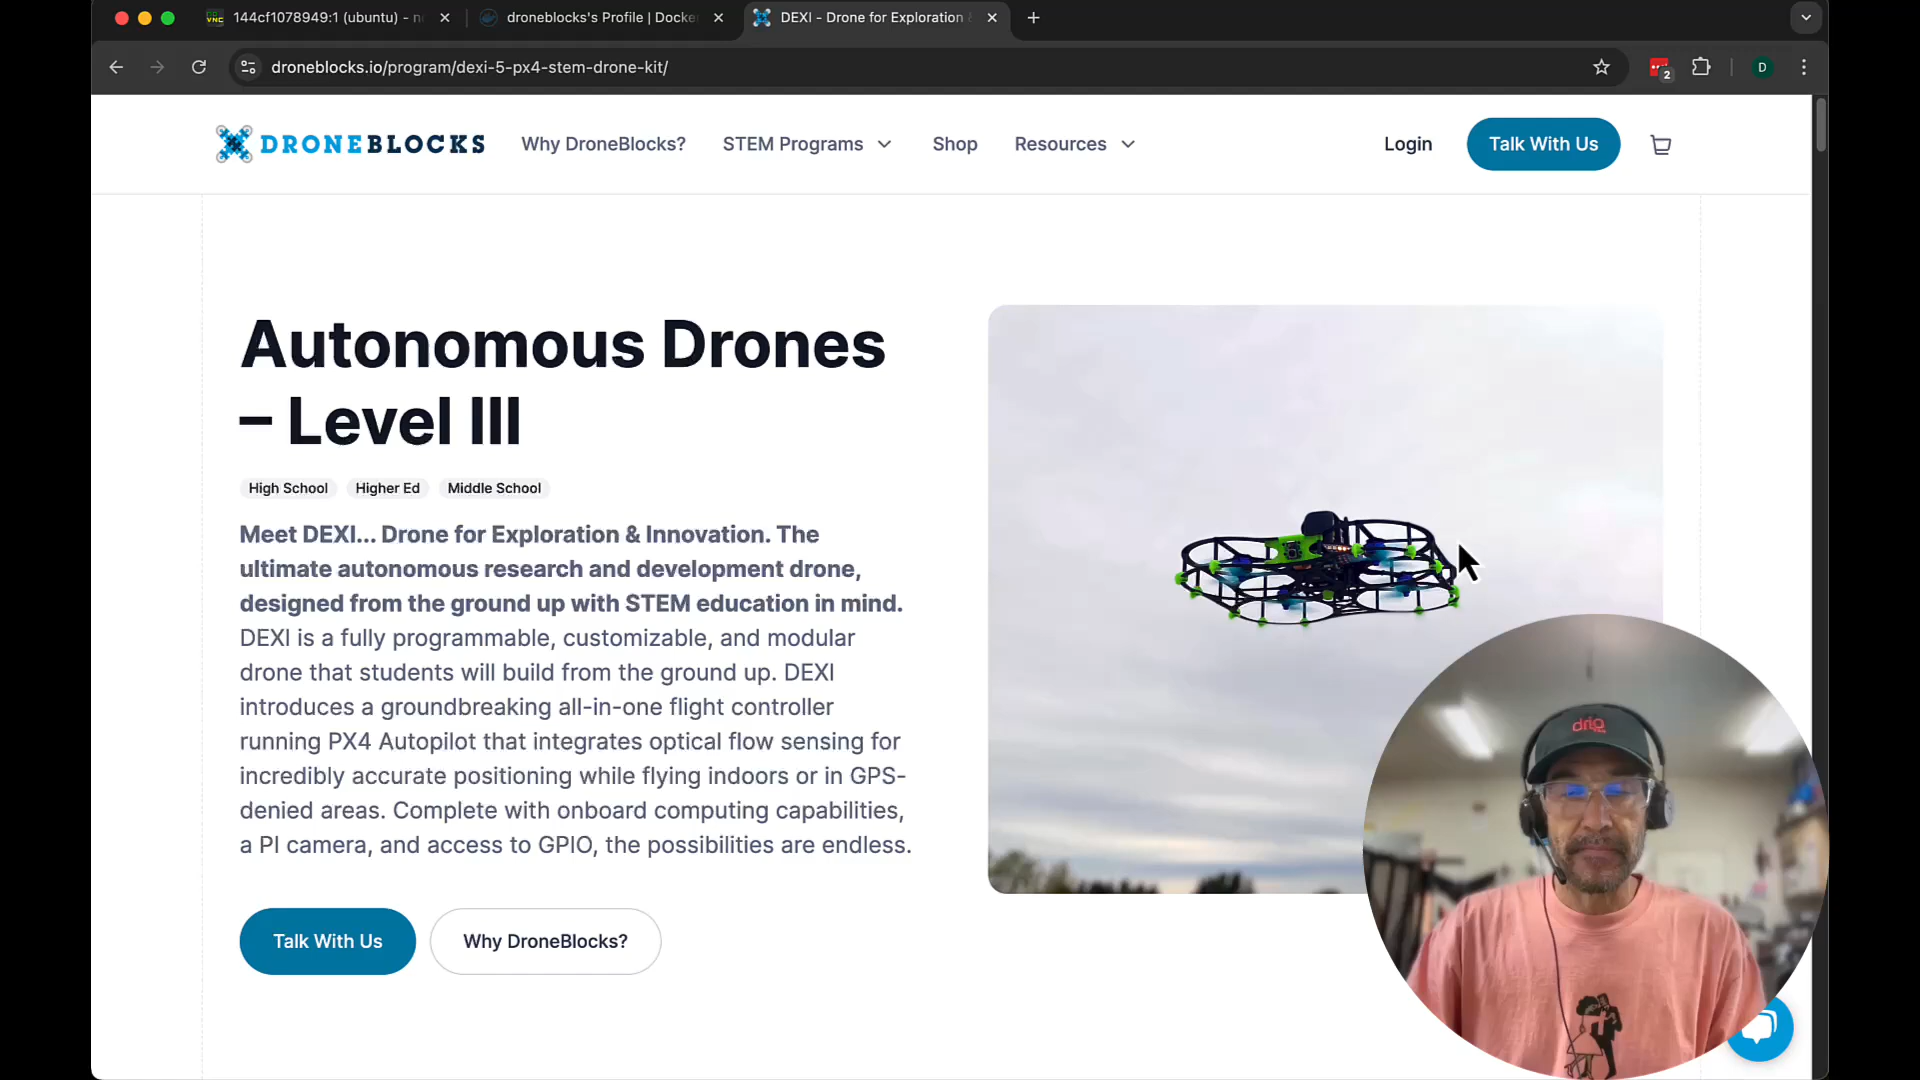 144cf1078949:1 (ubuntu) - n
droneblocks's Profile | Docke
DEXI - Drone for Exploration
droneblocks.io/program/dexi-5-px4-stem-drone-kit/
2
D
DRONEBLOCKS
Why DroneBlocks?
STEM Programs
Shop
Resources
Login
Talk With Us
Autonomous Drones
– Level III
High School
Higher Ed
Middle School
Meet DEXI... Drone for Exploration & Innovation. The
ultimate autonomous research and development drone,
designed from the ground up with STEM education in mind.
DEXI is a fully programmable, customizable, and modular
drone that students will build from the ground up. DEXI
introduces a groundbreaking all-in-one flight controller
running PX4 Autopilot that integrates optical flow sensing for
incredibly accurate positioning while flying indoors or in GPS-
denied areas. Complete with onboard computing capabilities,
a PI camera, and access to GPIO, the possibilities are endless.
Talk With Us
Why DroneBlocks?